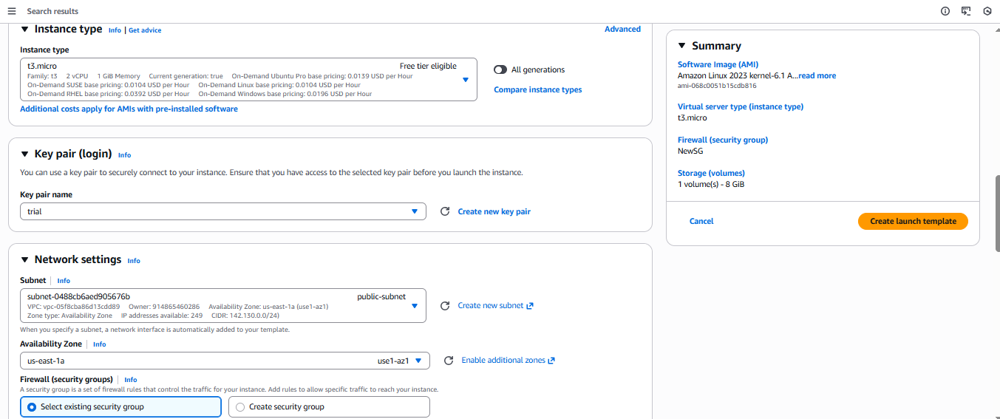 Search results
Instance type Info | Get advice
Advanced
Instance type
t3.micro Free tier eligible
Family: t3 2 vCPU 1 GiB Memory Current generation: true On-Demand Ubuntu Pro base pricing: 0.0139 USD per Hour
On-Demand SUSE base pricing: 0.0104 USD per Hour On-Demand Linux base pricing: 0.0104 USD per Hour
On-Demand RHEL base pricing: 0.0392 USD per Hour On-Demand Windows base pricing: 0.0196 USD per Hour
All generations
Compare instance types
Additional costs apply for AMIs with pre-installed software
Key pair (login) Info
You can use a key pair to securely connect to your instance. Ensure that you have access to the selected key pair before you launch the instance.
Key pair name
trial
Create new key pair
Network settings Info
Subnet | Info
subnet-0488cb6aed905676b public-subnet
VPC: vpc-05f8cba86d13cdd89 Owner: 914865460286 Availability Zone: us-east-1a (use1-az1)
Zone type: Availability Zone IP addresses available: 249 CIDR: 142.130.0.0/24)
Create new subnet
When you specify a subnet, a network interface is automatically added to your template.
Availability Zone | Info
us-east-1a use1-az1
Enable additional zones
Firewall (security groups) | Info
A security group is a set of firewall rules that control the traffic for your instance. Add rules to allow specific traffic to reach your instance.
Select existing security group
Create security group
Summary
Software Image (AMI)
Amazon Linux 2023 kernel-6.1 A...read more
ami-068c0051b15cdb816
Virtual server type (instance type)
t3.micro
Firewall (security group)
NewSG
Storage (volumes)
1 volume(s) - 8 GiB
Cancel
Create launch template